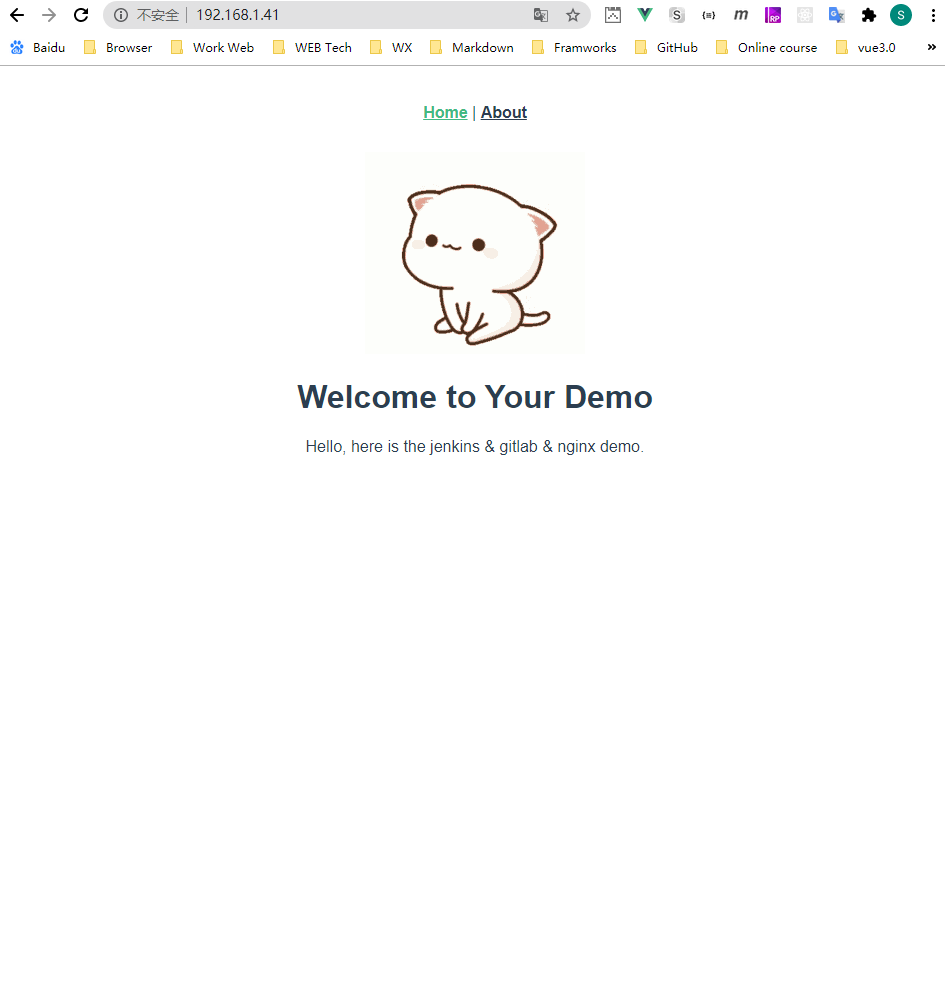 不安全 192.168.1.41
Baidu Browser Work Web WEB Tech WX Markdown Framworks GitHub Online course vue3.0 »
Home | About
Welcome to Your Demo
Hello, here is the jenkins & gitlab & nginx demo.